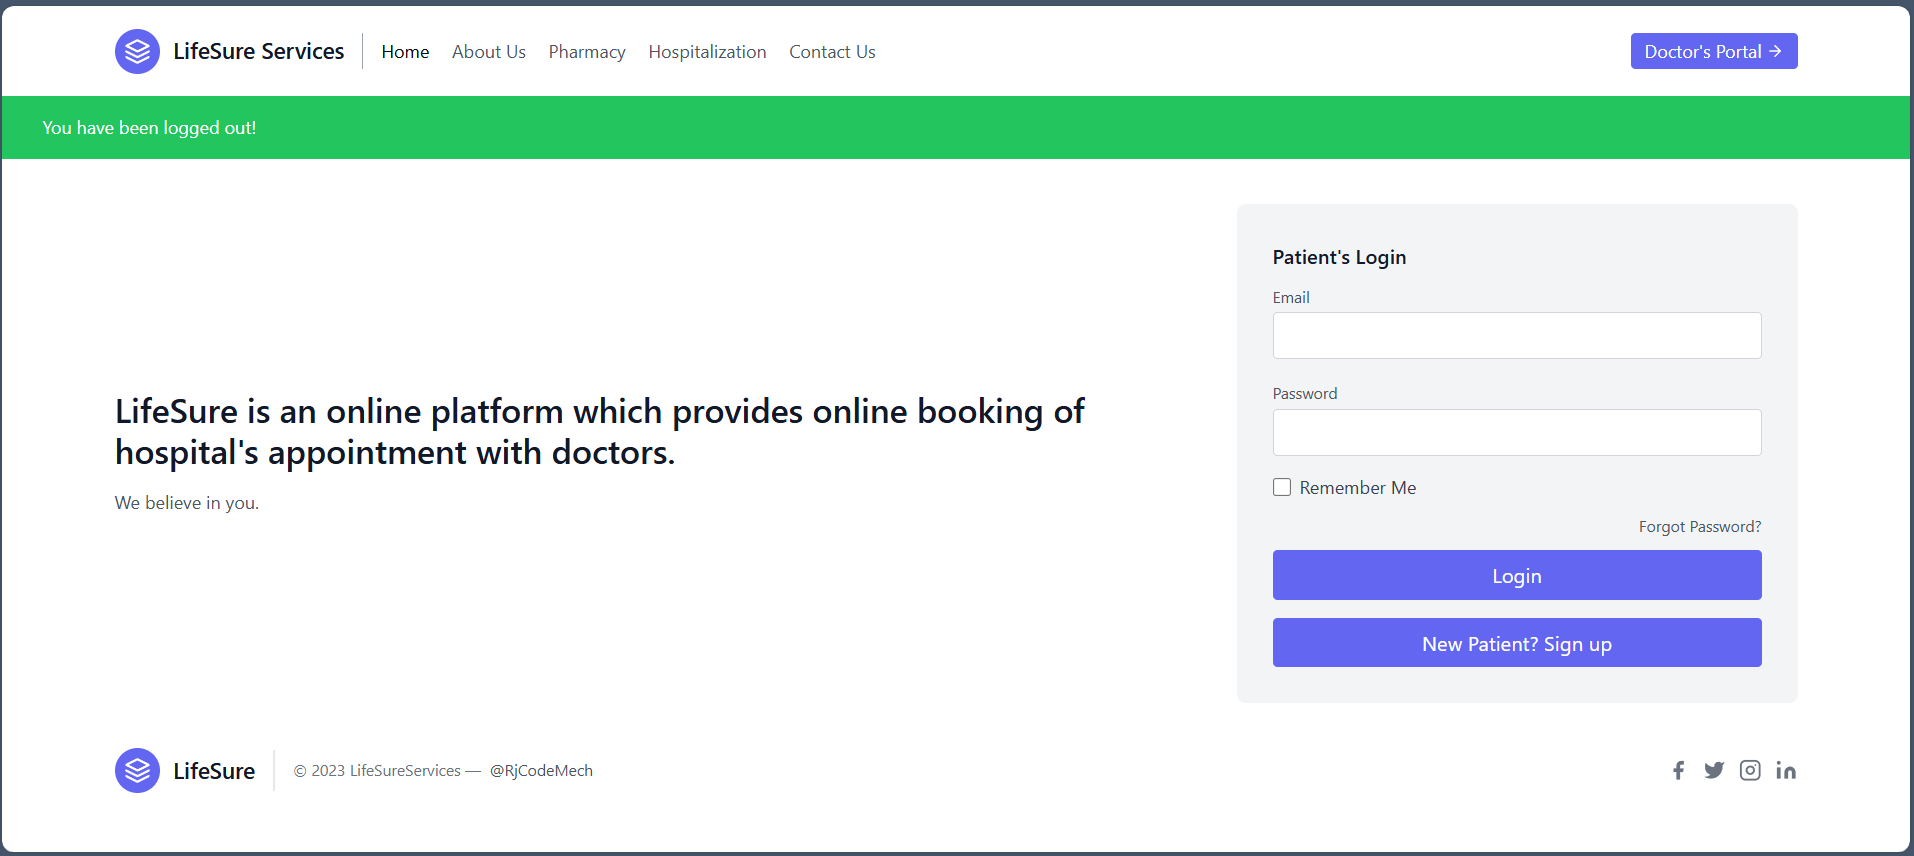 LifeSure Services
Home About Us Pharmacy Hospitalization Contact Us
Doctor's Portal →
You have been logged out!
LifeSure is an online platform which provides online booking of
hospital's appointment with doctors.
We believe in you.
Patient's Login
Email
Password
Remember Me
Forgot Password?
Login
New Patient? Sign up
LifeSure
© 2023 LifeSureServices — @RjCodeMech